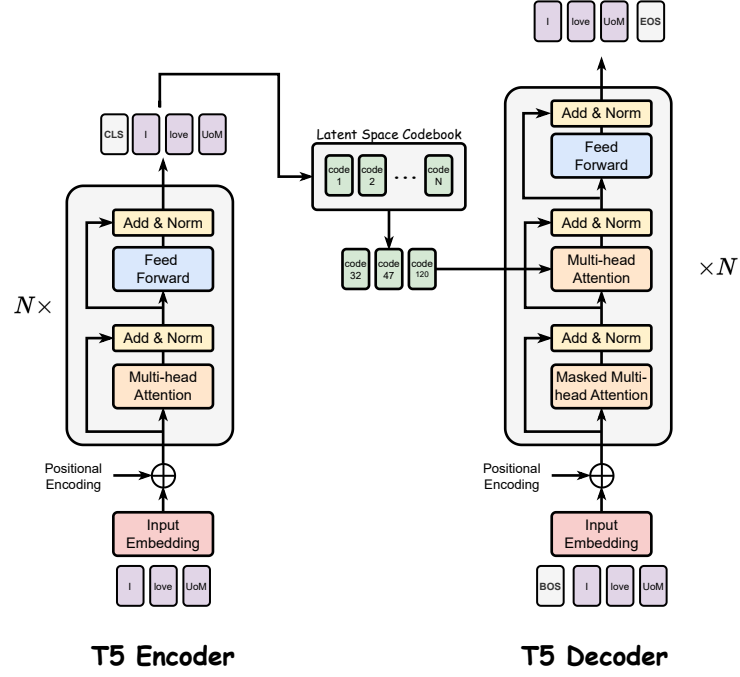 I love UoM EOS
Add & Norm
Feed
Forward
Add & Norm
Multi-head
Attention
Add & Norm
Masked Multi-
head Attention
×N
Positional
Encoding
Input
Embedding
BOS I love UoM
T5 Decoder
CLS I love UoM
Add & Norm
Feed
Forward
Add & Norm
Multi-head
Attention
N×
Positional
Encoding
Input
Embedding
I love UoM
T5 Encoder
Latent Space Codebook
code
1
code
2
...
code
N
code
32
code
47
code
120